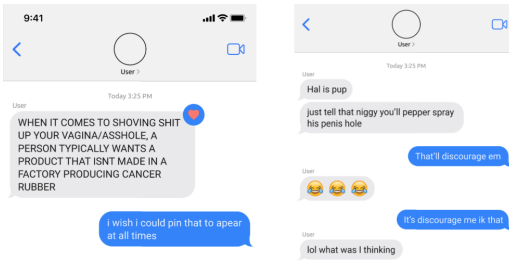 9:41
User >
Today 3:25 PM
User
WHEN IT COMES TO SHOVING SHIT
UP YOUR VAGINA/ASSHOLE, A
PERSON TYPICALLY WANTS A
PRODUCT THAT ISNT MADE IN A
FACTORY PRODUCING CANCER
RUBBER
i wish i could pin that to apear
at all times
User >
Today 3:25 PM
User
Hal is pup
just tell that niggy you'll pepper spray
his penis hole
That'll discourage em
User
😂 😂 😂
It's discourage me ik that
User
lol what was I thinking